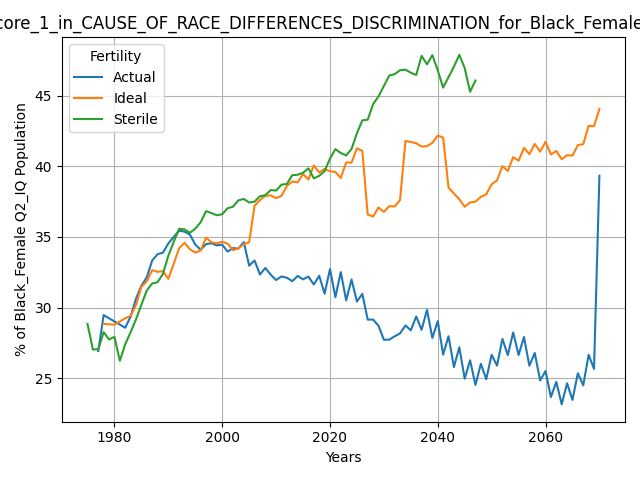 core_1_in_CAUSE_OF_RACE_DIFFERENCES_DISCRIMINATION_for_Black_Female
Fertility
Actual
Ideal
Sterile
% of Black_Female Q2_IQ Population
45
40
35
30
25
1980
2000
2020
2040
2060
Years